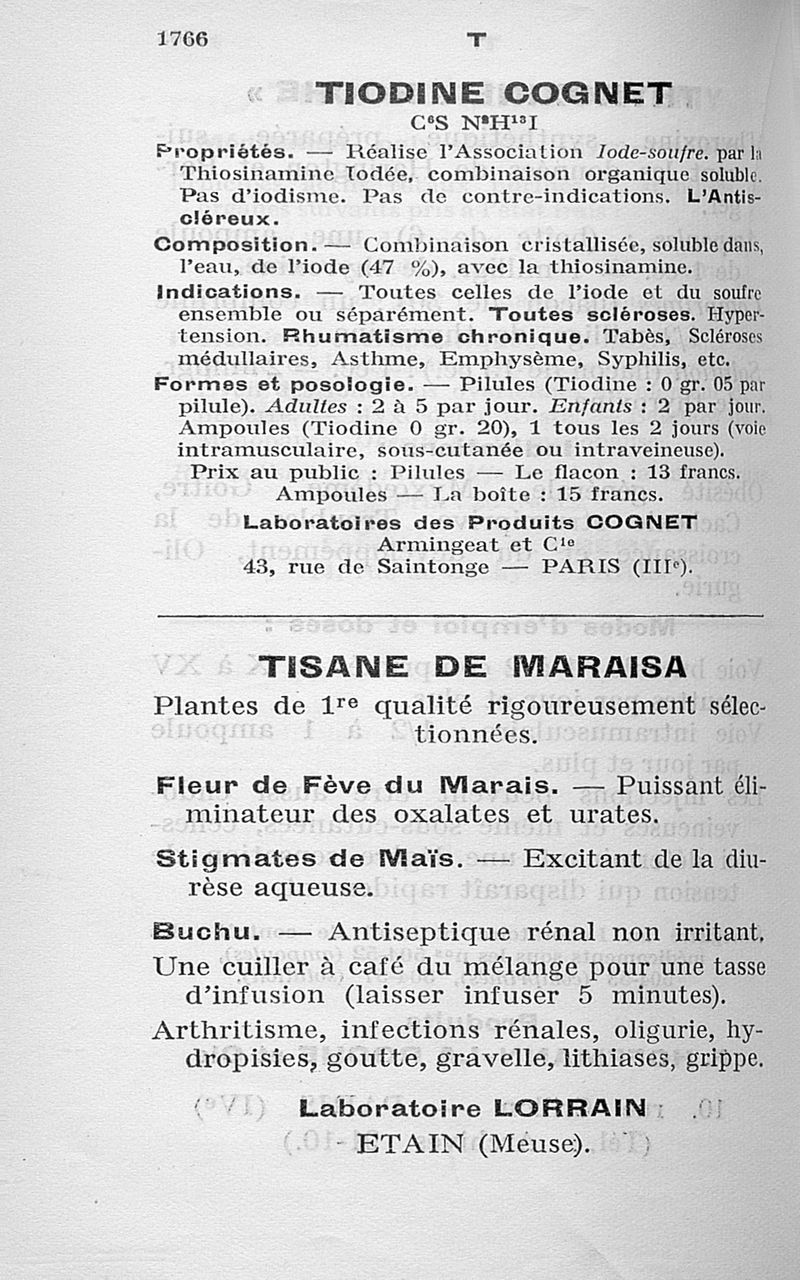 1766
T
TIODINE COGNET
C⁶S N²H¹³I
Propriétés. — Réalise l'Association Iode-soufre. par la
Thiosinamine Iodée, combinaison organique soluble.
Pas d'iodisme. Pas de contre-indications. L'Antis-
cléreux.
Composition. — Combinaison cristallisée, soluble dans,
l'eau, de l'iode (47 %), avec la thiosinamine.
Indications. — Toutes celles de l'iode et du soufre
ensemble ou séparément. Toutes scléroses. Hyper-
tension. Rhumatisme chronique. Tabès, Scléroses
médullaires, Asthme, Emphysème, Syphilis, etc.
Formes et posologie. — Pilules (Tiodine : 0 gr. 05 par
pilule). Adultes : 2 à 5 par jour. Enfants : 2 par jour.
Ampoules (Tiodine 0 gr. 20), 1 tous les 2 jours (voie
intramusculaire, sous-cutanée ou intraveineuse).
Prix au public : Pilules — Le flacon : 13 francs.
Ampoules — La boîte : 15 francs.
Laboratoires des Produits COGNET
Armingeat et Cⁱᵉ
43, rue de Saintonge — PARIS (IIIᵉ).
TISANE DE MARAISA
Plantes de 1ʳᵉ qualité rigoureusement sélec-
tionnées.
Fleur de Fève du Marais. — Puissant éli-
minateur des oxalates et urates.
Stigmates de Maïs. — Excitant de la diu-
rèse aqueuse.
Buchu. — Antiseptique rénal non irritant.
Une cuiller à café du mélange pour une tasse
d'infusion (laisser infuser 5 minutes).
Arthritisme, infections rénales, oligurie, hy-
dropisies, goutte, gravelle, lithiases, grippe.
Laboratoire LORRAIN
ETAIN (Meuse).